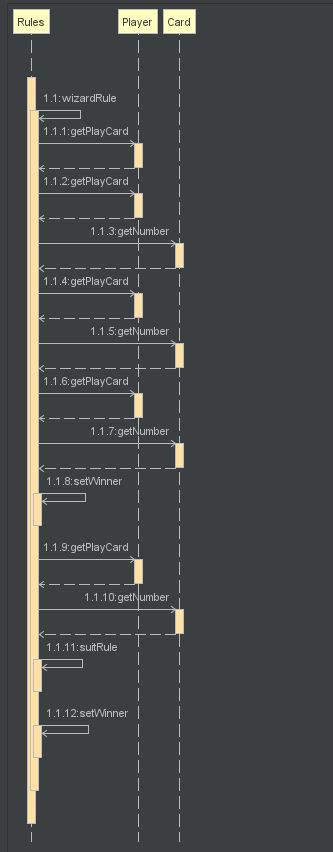 Rules Player Card
1.1:wizardRule
1.1.1:getPlayCard
1.1.2:getPlayCard
1.1.3:getNumber
1.1.4:getPlayCard
1.1.5:getNumber
1.1.6:getPlayCard
1.1.7:getNumber
1.1.8:setWinner
1.1.9:getPlayCard
1.1.10:getNumber
1.1.11:suitRule
1.1.12:setWinner